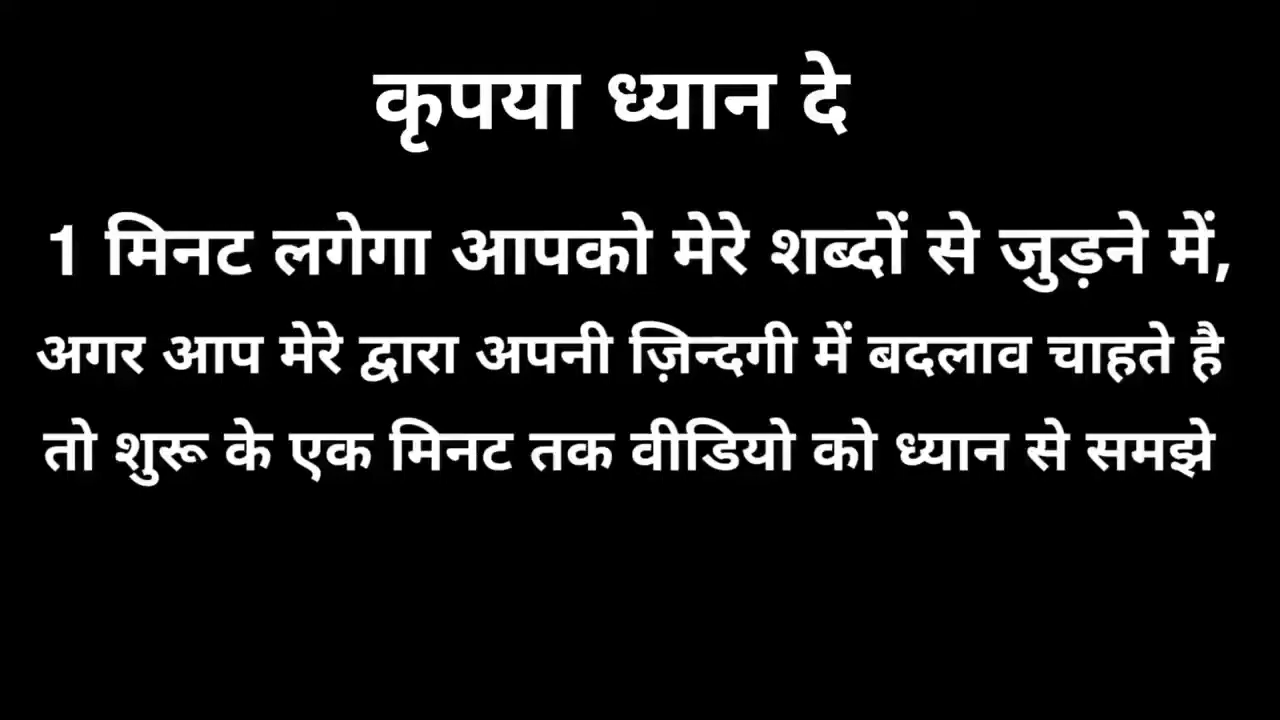 कृपया ध्यान दे
1 मिनट लगेगा आपको मेरे शब्दों से जुड़ने में,
अगर आप मेरे द्वारा अपनी ज़िन्दगी में बदलाव चाहते है
तो शुरू के एक मिनट तक वीडियो को ध्यान से समझे